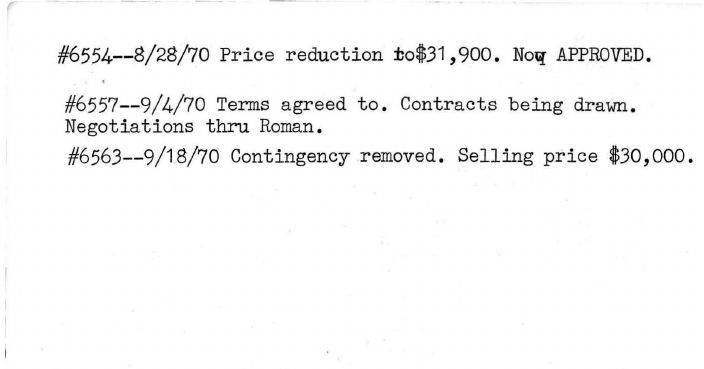 #6554--8/28/70 Price reduction to$31,900. Now APPROVED.
#6557--9/4/70 Terms agreed to. Contracts being drawn.
Negotiations thru Roman.
#6563--9/18/70 Contingency removed. Selling price $30,000.